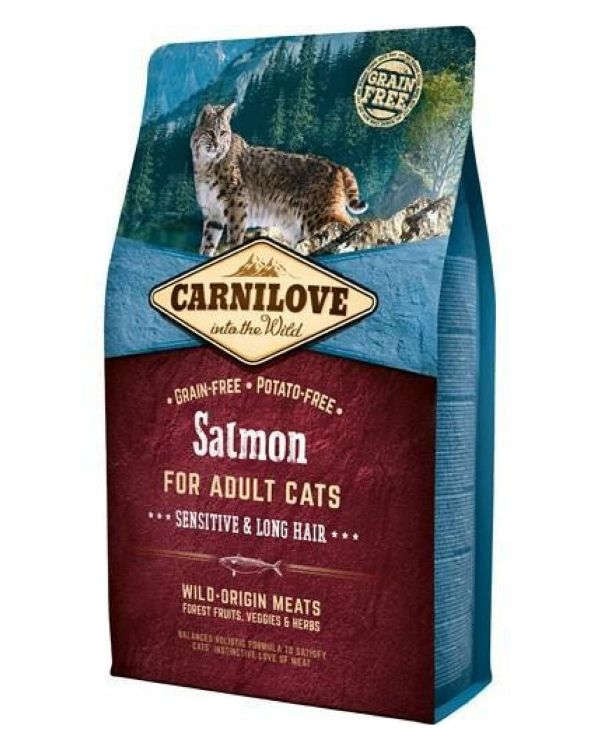 GRAIN
FREE
CARNILOVE
into the Wild
• GRAIN-FREE • POTATO-FREE •
Salmon
FOR ADULT CATS
*** SENSITIVE & LONG HAIR ***
WILD-ORIGIN MEATS
FOREST FRUITS, VEGGIES & HERBS
BALANCED HOLISTIC FORMULA TO SATISFY
CATS' INSTINCTIVE LOVE OF MEAT